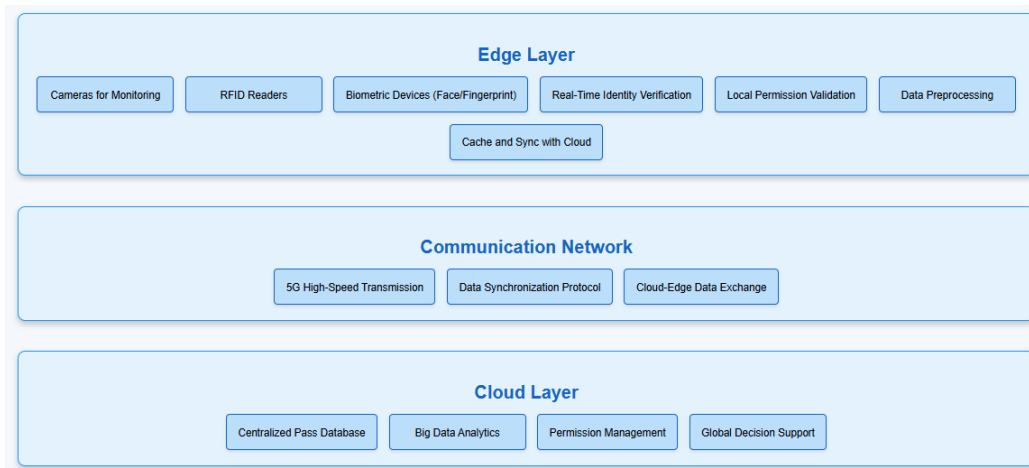 Edge Layer
Cameras for Monitoring
RFID Readers
Biometric Devices (Face/Fingerprint)
Real-Time Identity Verification
Local Permission Validation
Data Preprocessing
Cache and Sync with Cloud
Communication Network
5G High-Speed Transmission
Data Synchronization Protocol
Cloud-Edge Data Exchange
Cloud Layer
Centralized Pass Database
Big Data Analytics
Permission Management
Global Decision Support